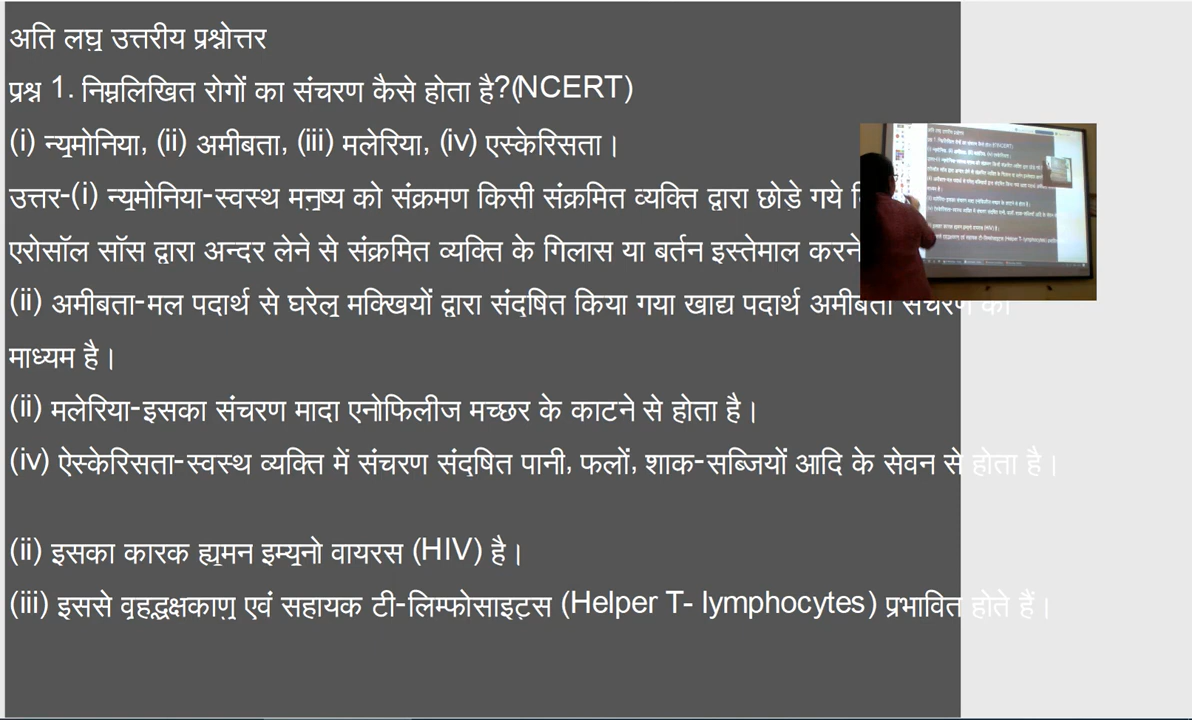 अति लघु उत्तरीय प्रश्नोत्तर
प्रश्न 1. निम्नलिखित रोगों का संचरण कैसे होता है?(NCERT)
(i) न्यूमोनिया, (ii) अमीबता, (iii) मलेरिया, (iv) एस्केरिसता।
उत्तर-(i) न्यूमोनिया-स्वस्थ मनुष्य को संक्रमण किसी संक्रमित व्यक्ति द्वारा छोड़े गये
एरोसॉल सॉस द्वारा अन्दर लेने से संक्रमित व्यक्ति के गिलास या बर्तन इस्तेमाल करने
(ii) अमीबता-मल पदार्थ से घरेलू मक्खियों द्वारा संदूषित किया गया खाद्य पदार्थ अमीबता संचरण का
माध्यम है।
(ii) मलेरिया-इसका संचरण मादा एनोफिलीज मच्छर के काटने से होता है।
(iv) ऐस्केरिसता-स्वस्थ व्यक्ति में संचरण संदूषित पानी, फलों, शाक-सब्जियों आदि के सेवन से होता है।
(ii) इसका कारक ह्यूमन इम्यूनो वायरस (HIV) है।
(iii) इससे वृहद्भक्षकाणु एवं सहायक टी-लिम्फोसाइट्स (Helper T- lymphocytes) प्रभावित होते हैं।